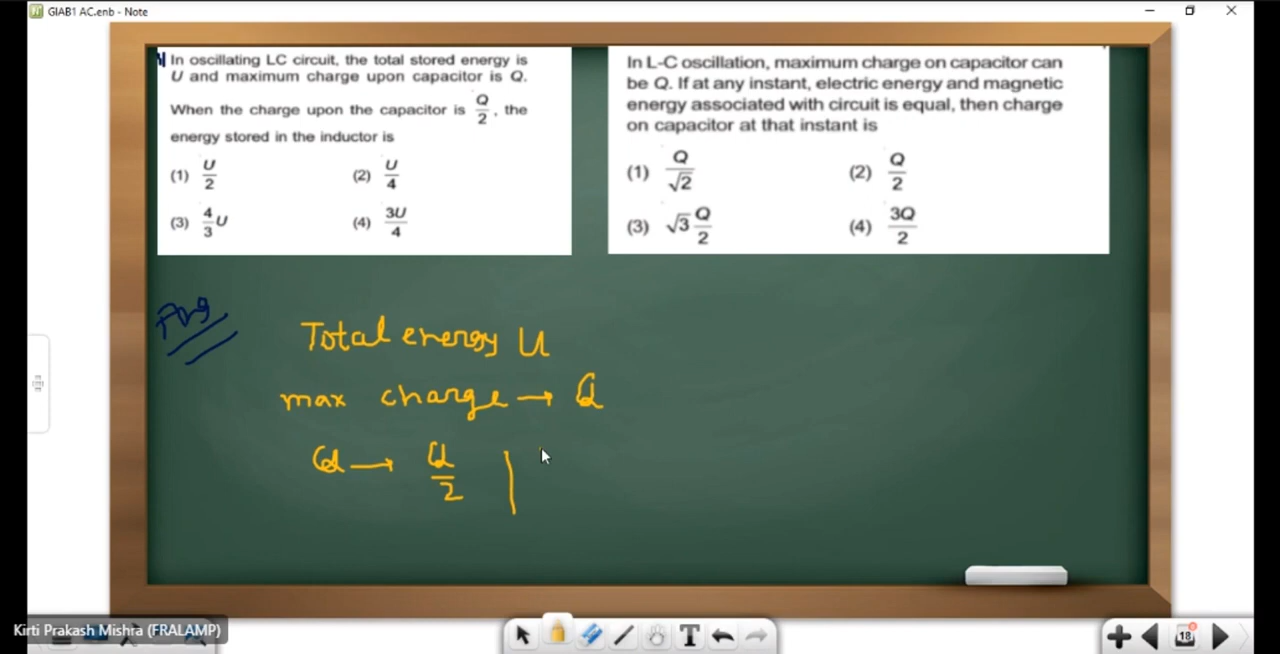 GIAB1 AC.enb - Note
In oscillating LC circuit, the total stored energy is
U and maximum charge upon capacitor is Q.
When the charge upon the capacitor is Q/2, the
energy stored in the inductor is
(1) U/2 (2) U/4
(3) 4/3 U (4) 3U/4
In L-C oscillation, maximum charge on capacitor can
be Q. If at any instant, electric energy and magnetic
energy associated with circuit is equal, then charge
on capacitor at that instant is
(1) Q/√2 (2) Q/2
(3) √3 Q/2 (4) 3Q/2
Ans
Total energy U
max charge → Q
Q → Q/2 |
Kirti Prakash Mishra (FRALAMP)
T
18